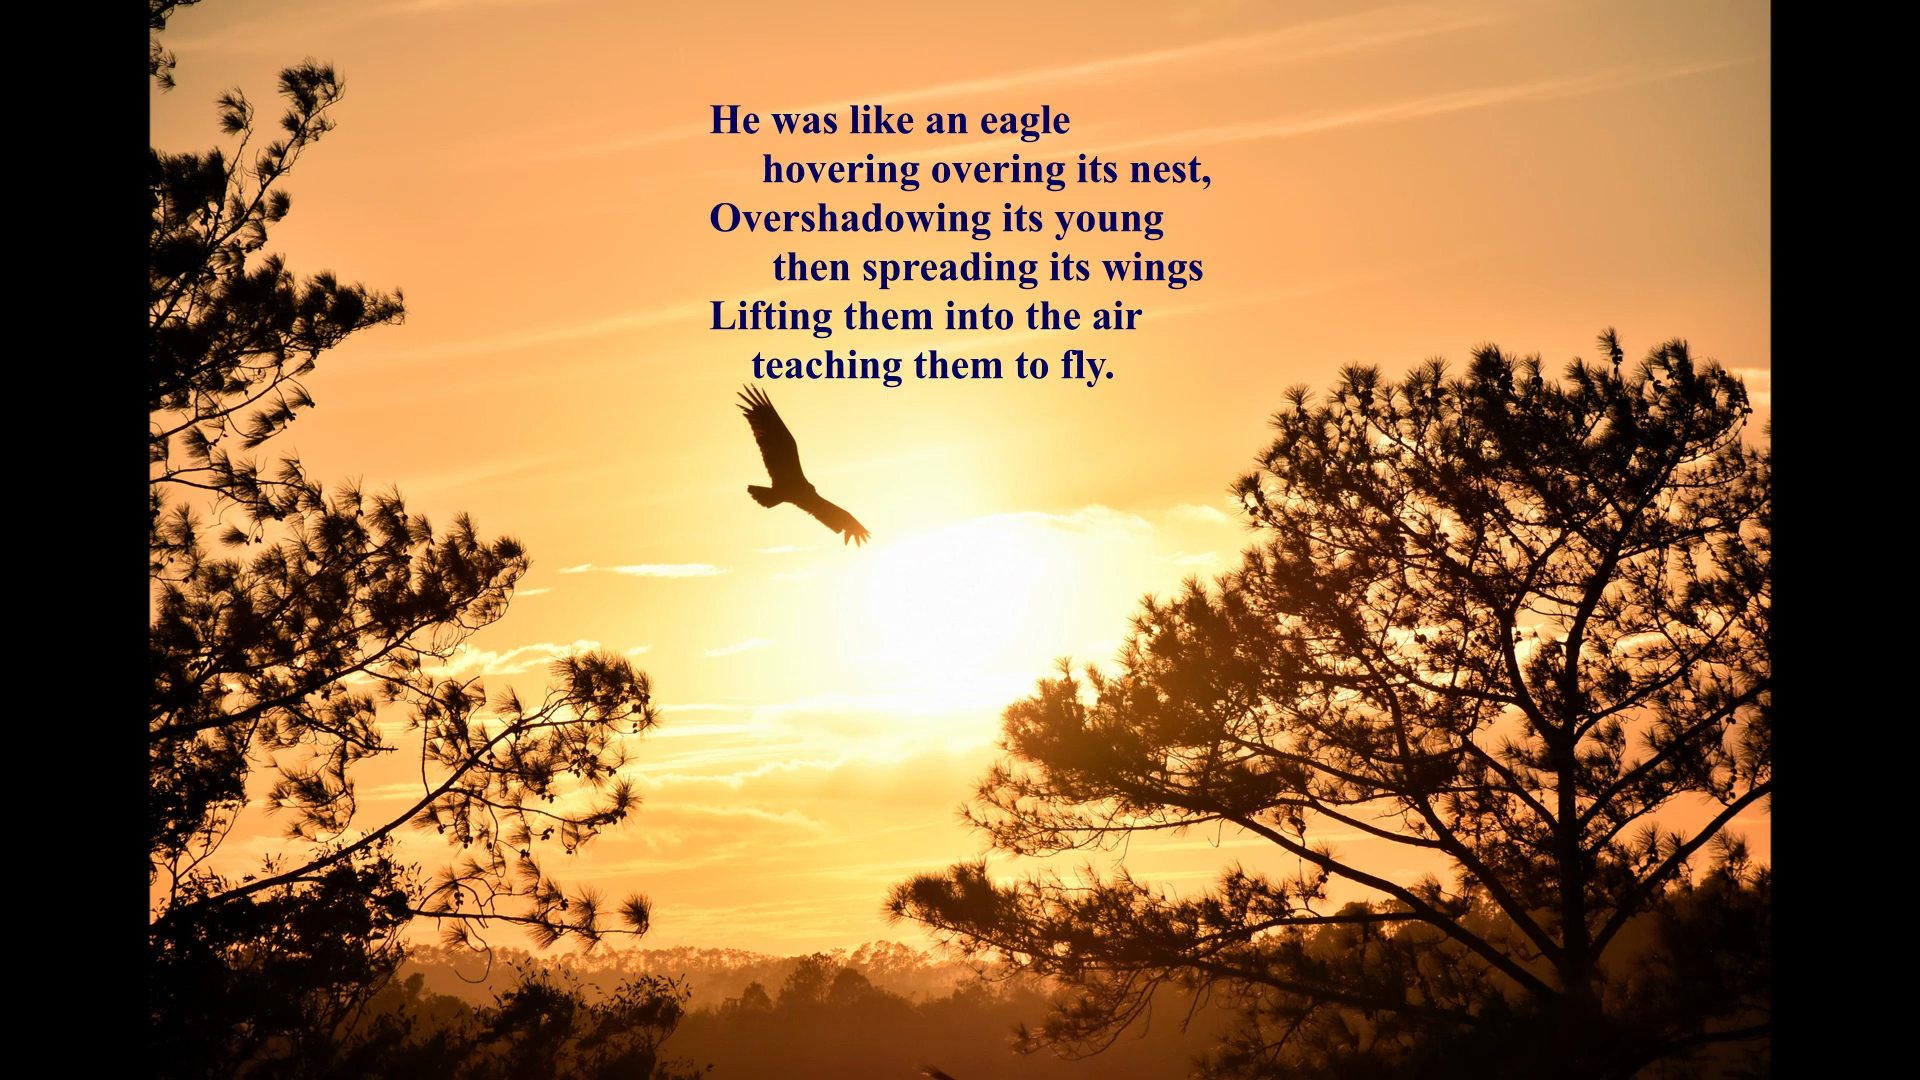 He was like an eagle
hovering overing its nest,
Overshadowing its young
then spreading its wings
Lifting them into the air
teaching them to fly.